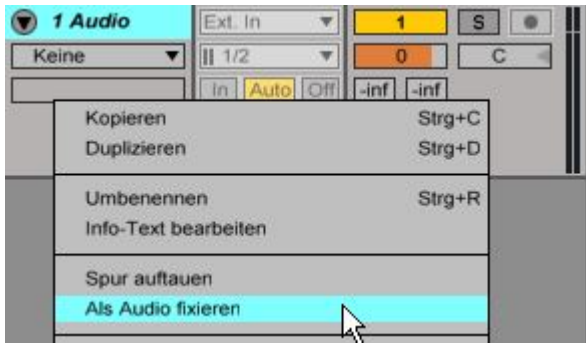 1 Audio Ext. In 1 S
Keine 1/2 0 C
In Auto Off -inf -inf
Kopieren Strg+C
Duplizieren Strg+D
Umbenennen Strg+R
Info-Text bearbeiten
Spur auftauen
Als Audio fixieren